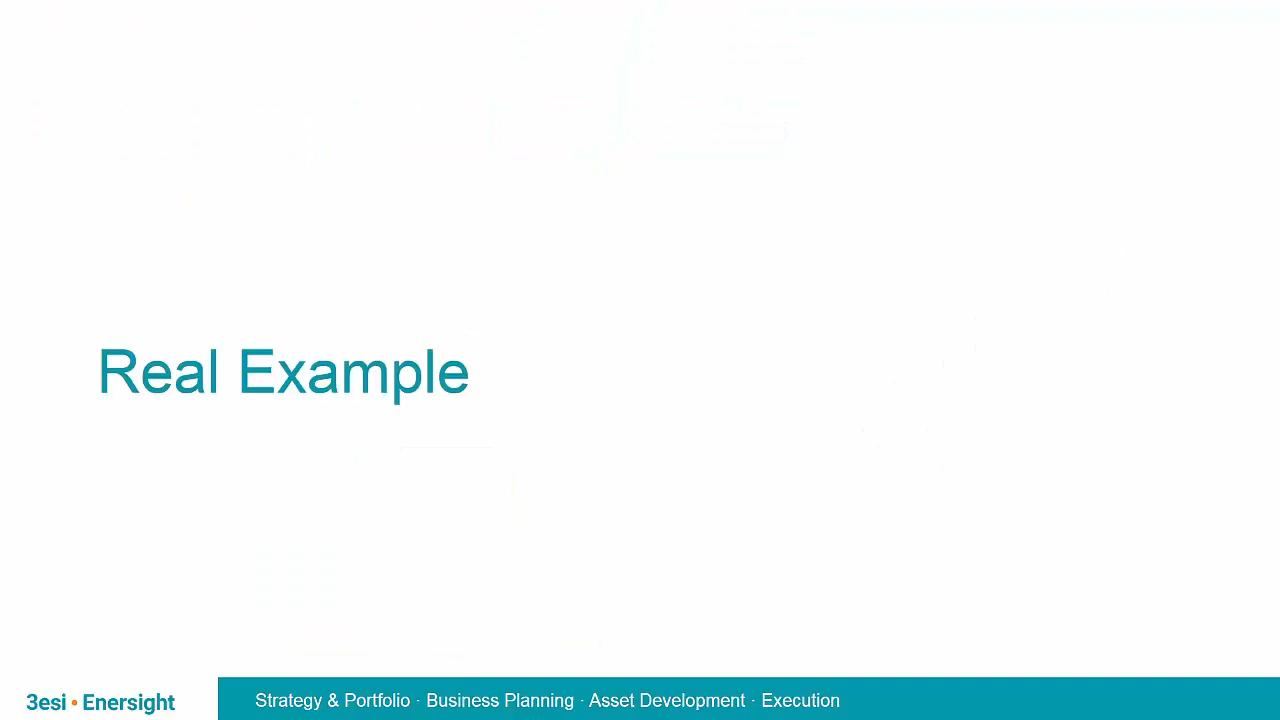 Real Example
3esi • Enersight
Strategy & Portfolio · Business Planning · Asset Development · Execution